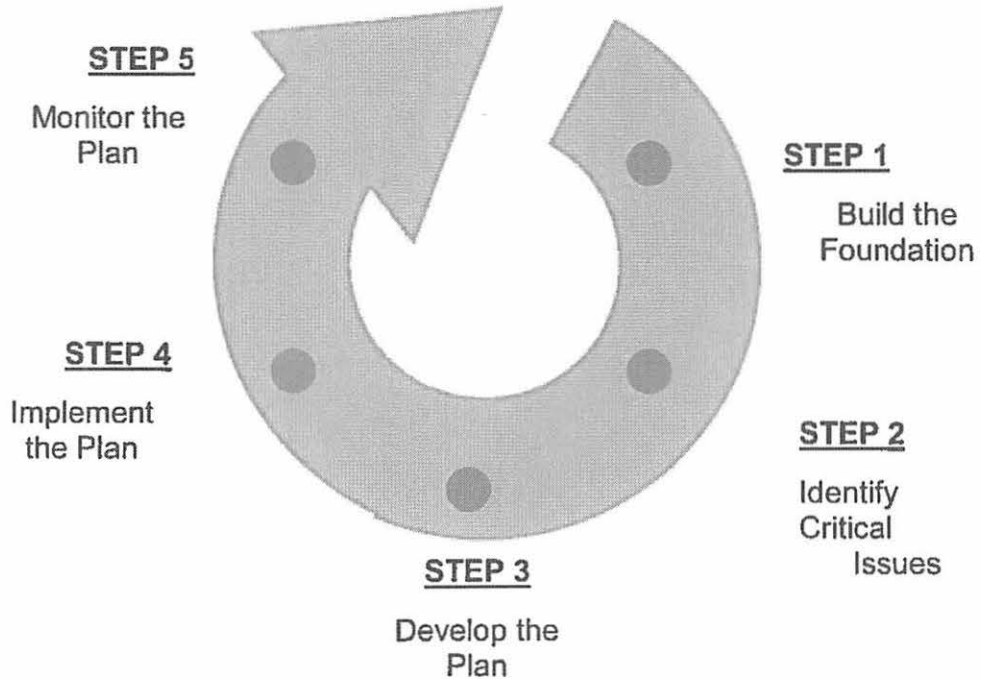 STEP 1
Build the
Foundation
STEP 2
Identify
Critical
Issues
STEP 3
Develop the
Plan
STEP 4
Implement
the Plan
STEP 5
Monitor the
Plan